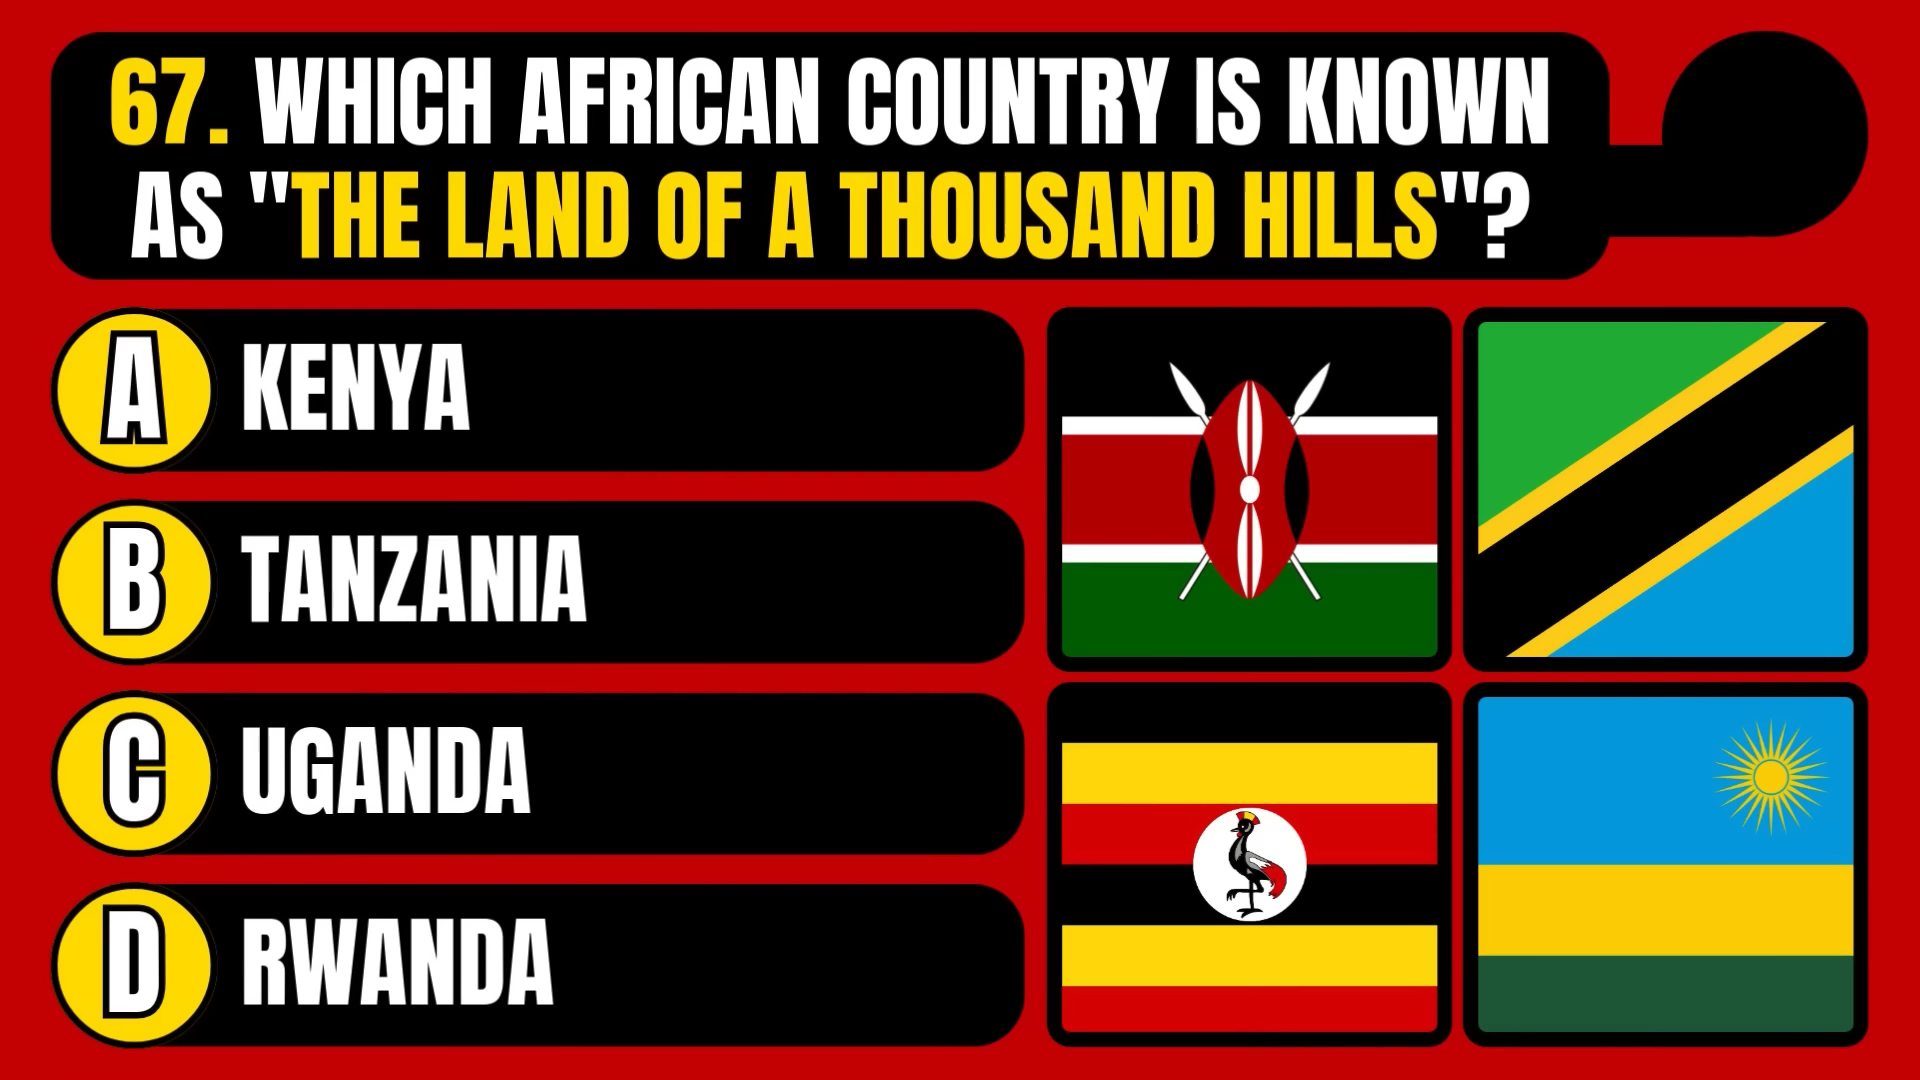 67. WHICH AFRICAN COUNTRY IS KNOWN
AS "THE LAND OF A THOUSAND HILLS"?
A KENYA
B TANZANIA
C UGANDA
D RWANDA